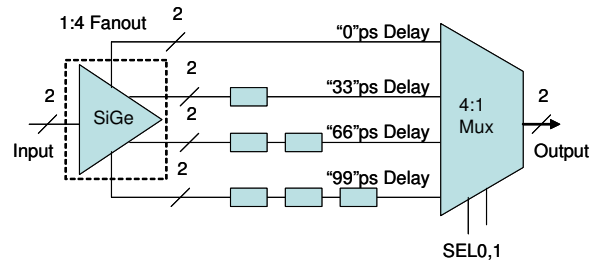 1:4 Fanout
2
"0"ps Delay
2
"33"ps Delay
2
SiGe
2
"66"ps Delay
4:1
Mux
2
Input
Output
2
"99"ps Delay
SEL0,1